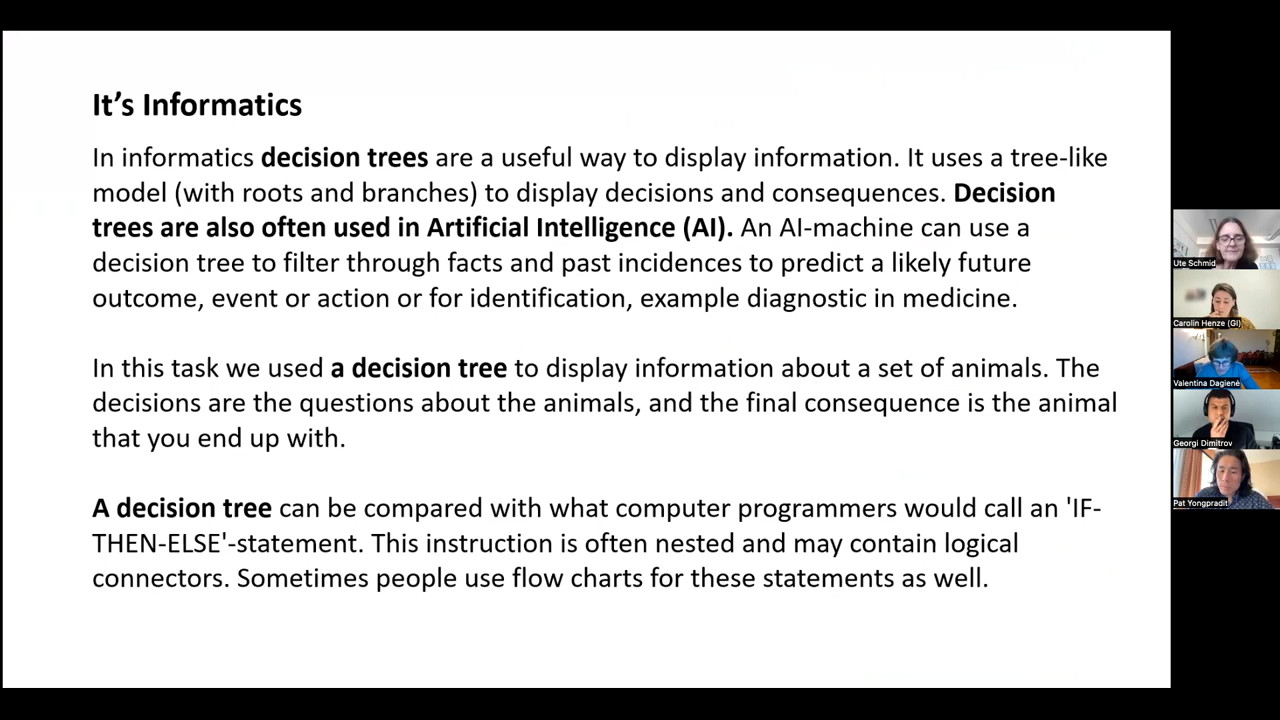 It’s Informatics
In informatics decision trees are a useful way to display information. It uses a tree-like
model (with roots and branches) to display decisions and consequences. Decision
trees are also often used in Artificial Intelligence (AI). An AI-machine can use a
decision tree to filter through facts and past incidences to predict a likely future
outcome, event or action or for identification, example diagnostic in medicine.
In this task we used a decision tree to display information about a set of animals. The
decisions are the questions about the animals, and the final consequence is the animal
that you end up with.
A decision tree can be compared with what computer programmers would call an 'IF-
THEN-ELSE'-statement. This instruction is often nested and may contain logical
connectors. Sometimes people use flow charts for these statements as well.
Ute Schmid
Carolin Henze (GI)
Valentina Dagienė
Georgi Dimitrov
Pat Yongpradit